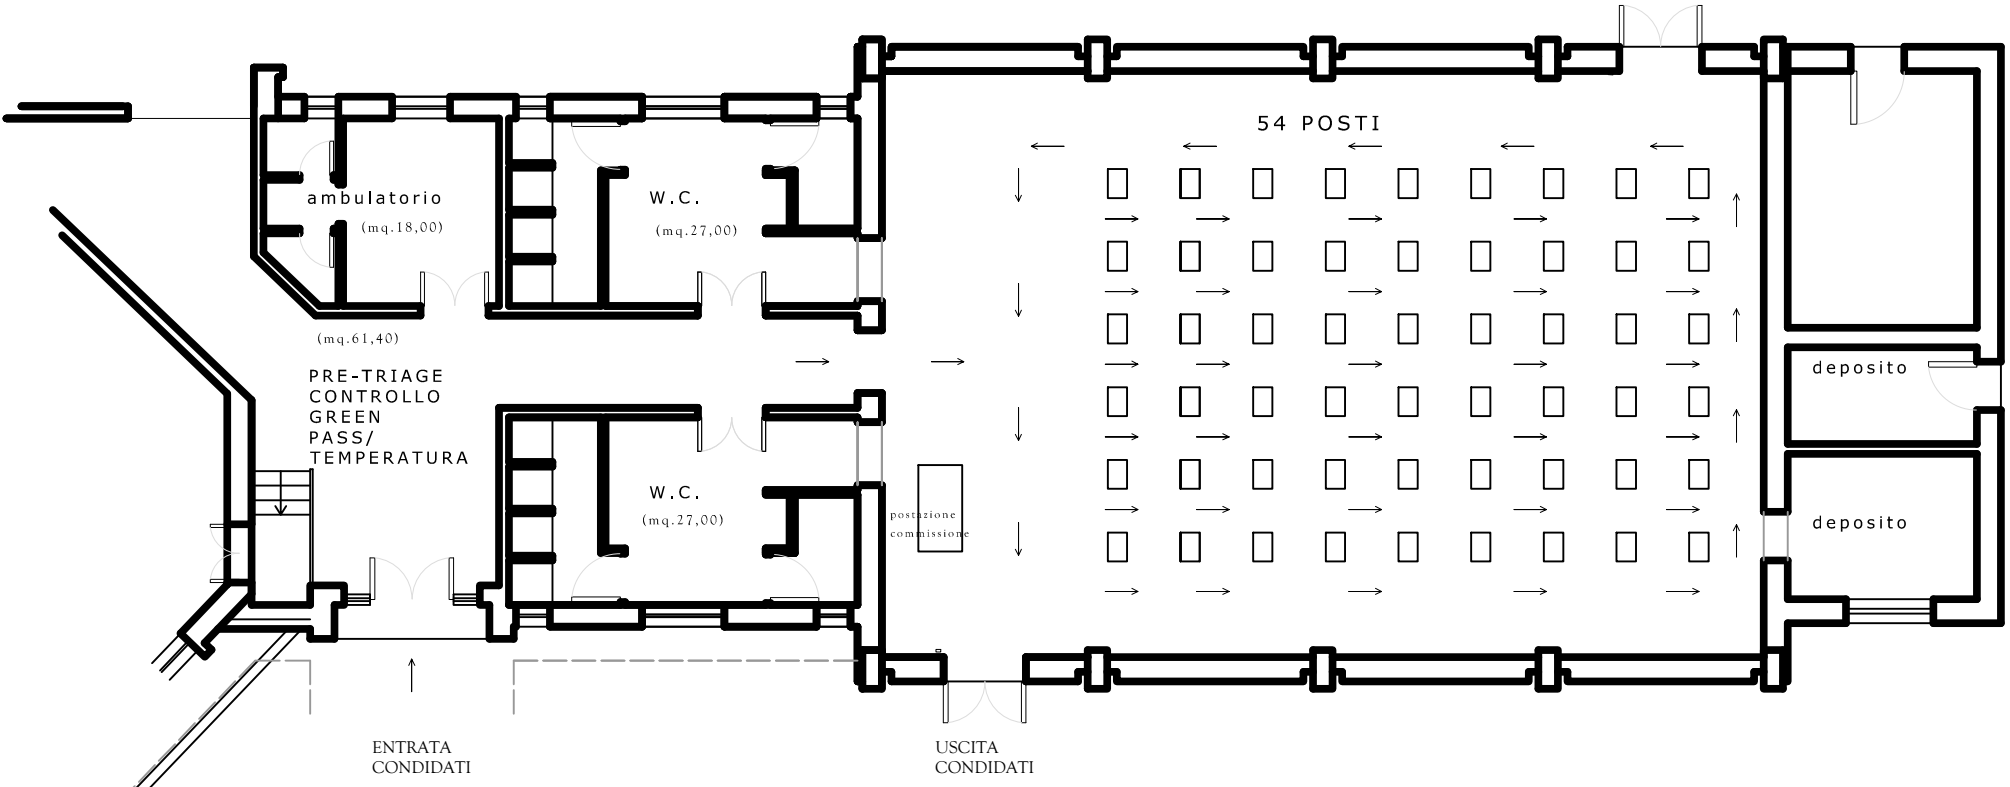 54 POSTI
ambulatorio
(mq.18,00)
W.C.
(mq.27,00)
(mq.61,40)
PRE-TRIAGE
CONTROLLO
GREEN
PASS/
TEMPERATURA
W.C.
(mq.27,00)
postazione
commissione
deposito
deposito
ENTRATA
CONDIDATI
USCITA
CONDIDATI